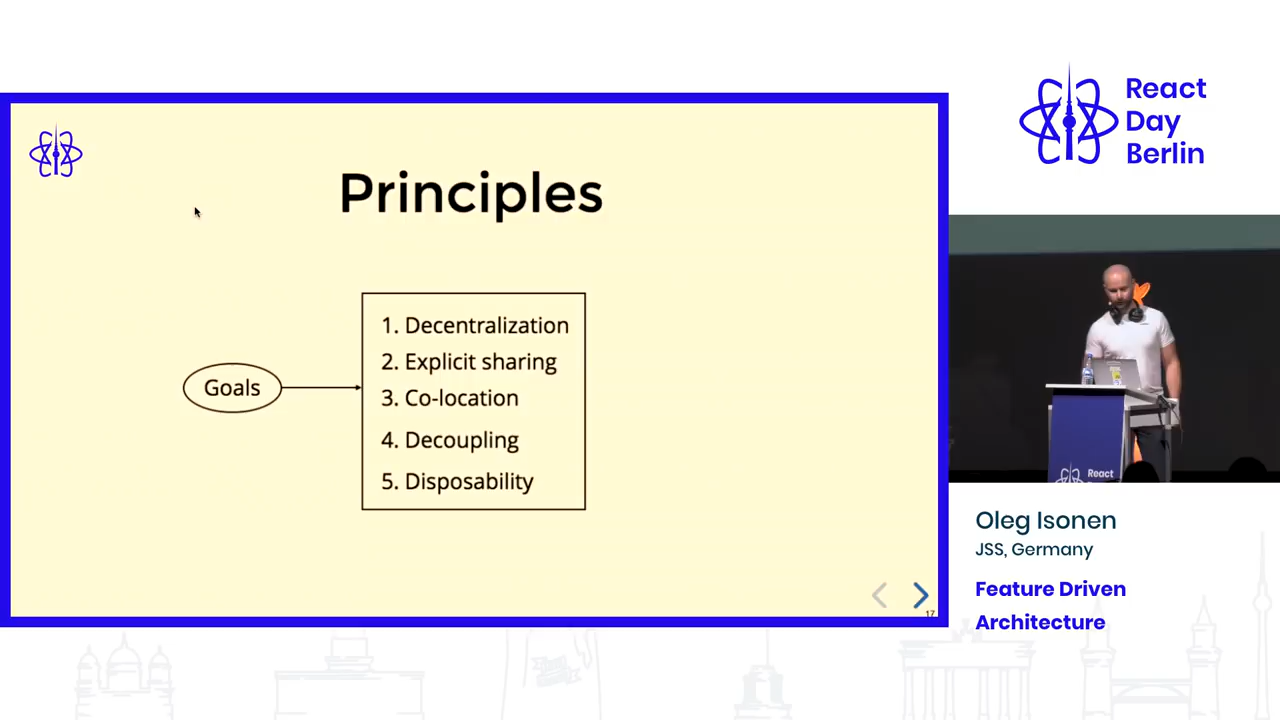 React
Day
Berlin
Principles
Goals
1. Decentralization
2. Explicit sharing
3. Co-location
4. Decoupling
5. Disposability
17
React
Oleg Isonen
JSS, Germany
Feature Driven
Architecture